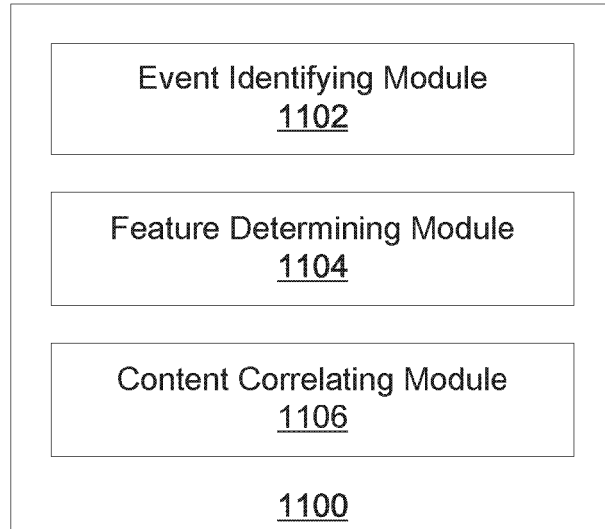 Event Identifying Module
1102
Feature Determining Module
1104
Content Correlating Module
1106
1100